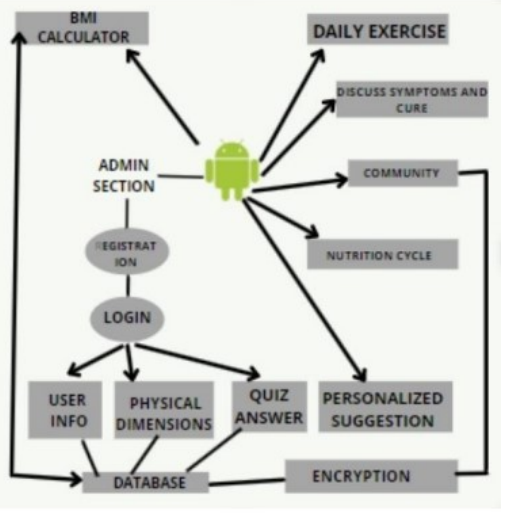 BMI
CALCULATOR
DAILY EXERCISE
DISCUSS SYMPTOMS AND
CURE
ADMIN
SECTION
COMMUNITY
REGISTRAT
ION
NUTRITION CYCLE
LOGIN
USER
INFO
PHYSICAL
DIMENSIONS
QUIZ
ANSWER
PERSONALIZED
SUGGESTION
DATABASE
ENCRYPTION